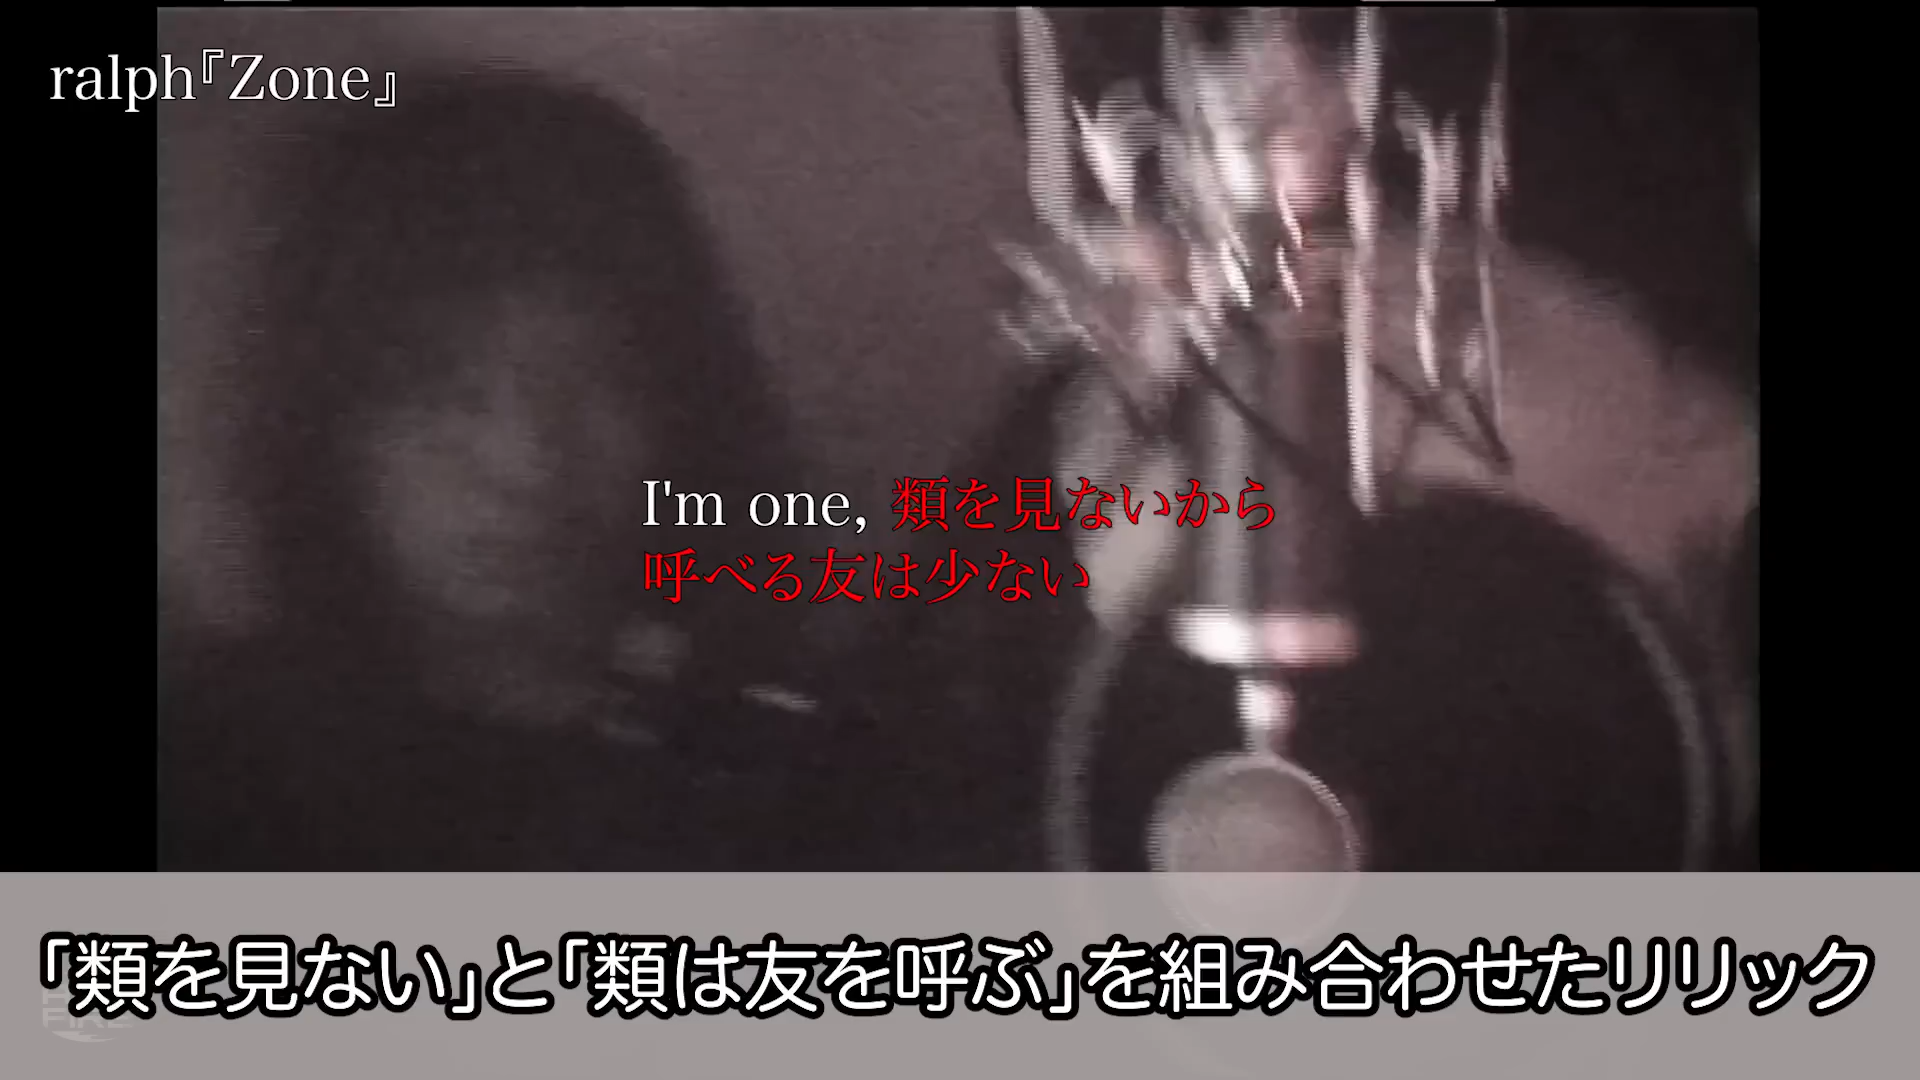 ralph『Zone』
I'm one, 類を見ないから
呼べる友は少ない
「類を見ない」と「類は友を呼ぶ」を組み合わせたリリック